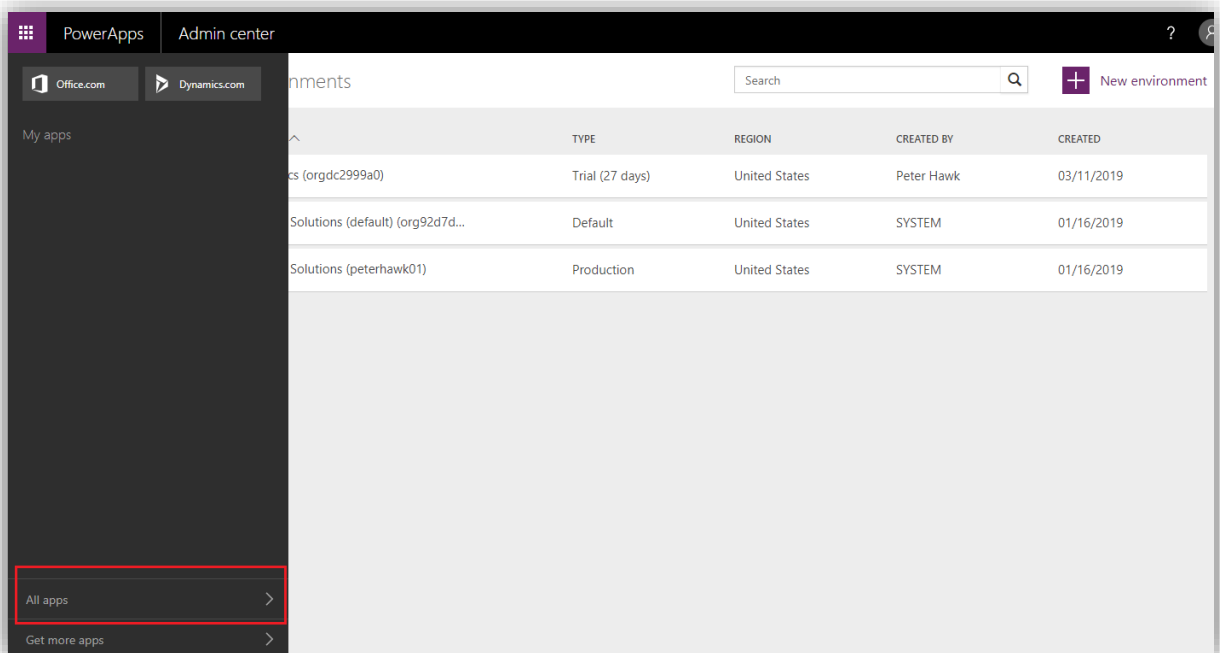 PowerApps Admin center ?
Office.com Dynamics.com
nments Search New environment
My apps
TYPE REGION CREATED BY CREATED
cs (orgdc2999a0) Trial (27 days) United States Peter Hawk 03/11/2019
Solutions (default) (org92d7d... Default United States SYSTEM 01/16/2019
Solutions (peterhawk01) Production United States SYSTEM 01/16/2019
All apps
Get more apps